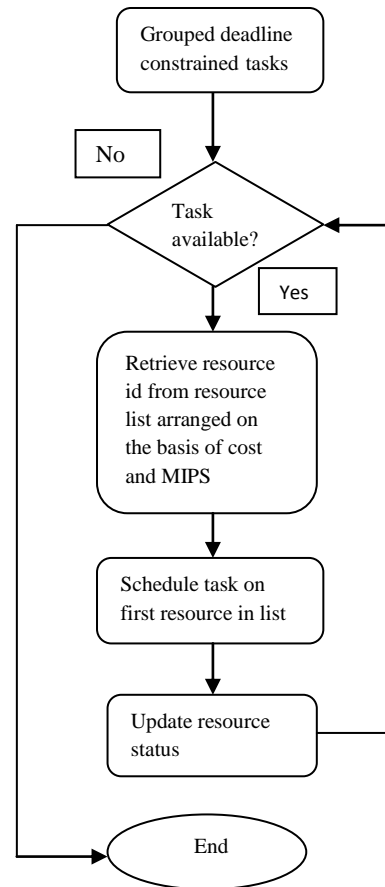 Grouped deadline
constrained tasks
No
Task
available?
Yes
Retrieve resource
id from resource
list arranged on
the basis of cost
and MIPS
Schedule task on
first resource in list
Update resource
status
End